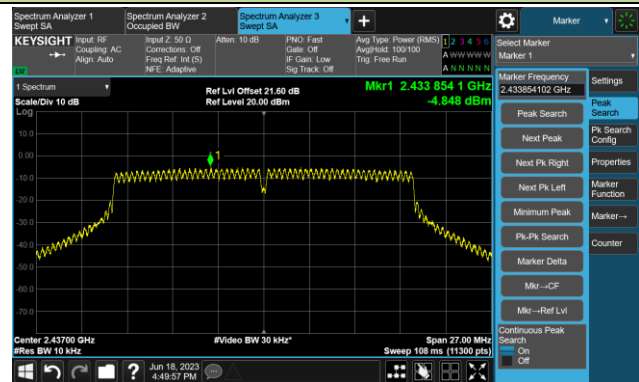 Spectrum Analyzer 1
Swept SA
Spectrum Analyzer 2
Occupied BW
Spectrum Analyzer 3
Swept SA
Marker
KEYSIGHT
Input: RF
Coupling: AC
Align: Auto
Input Z: 50 Ω
Corrections: Off
Freq Ref: Int (S)
NFE: Adaptive
Atten: 10 dB
PNO: Fast
Gate: Off
IF Gain: Low
Sig Track: Off
Avg Type: Power (RMS)
Avg|Hold: 100/100
Trig: Free Run
1 2 3 4 5 6
A W W W W W
A N N N N N
LW
Select Marker
Marker 1
1 Spectrum
Scale/Div 10 dB
Log
Ref Lvl Offset 21.60 dB
Ref Level 20.00 dBm
Mkr1 2.433 854 1 GHz
-4.848 dBm
10.0
0.00
-10.0
-20.0
-30.0
-40.0
-50.0
-60.0
-70.0
1
Center 2.43700 GHz
#Res BW 10 kHz
#Video BW 30 kHz*
Span 27.00 MHz
Sweep 108 ms (11300 pts)
Marker Frequency
2.433854102 GHz
Peak Search
Next Peak
Next Pk Right
Next Pk Left
Minimum Peak
Pk-Pk Search
Marker Delta
Mkr→CF
Mkr→Ref Lvl
Continuous Peak
Search
On
Off
Settings
Peak
Search
Pk Search
Config
Properties
Marker
Function
Marker→
Counter
?
Jun 18, 2023
4:49:57 PM